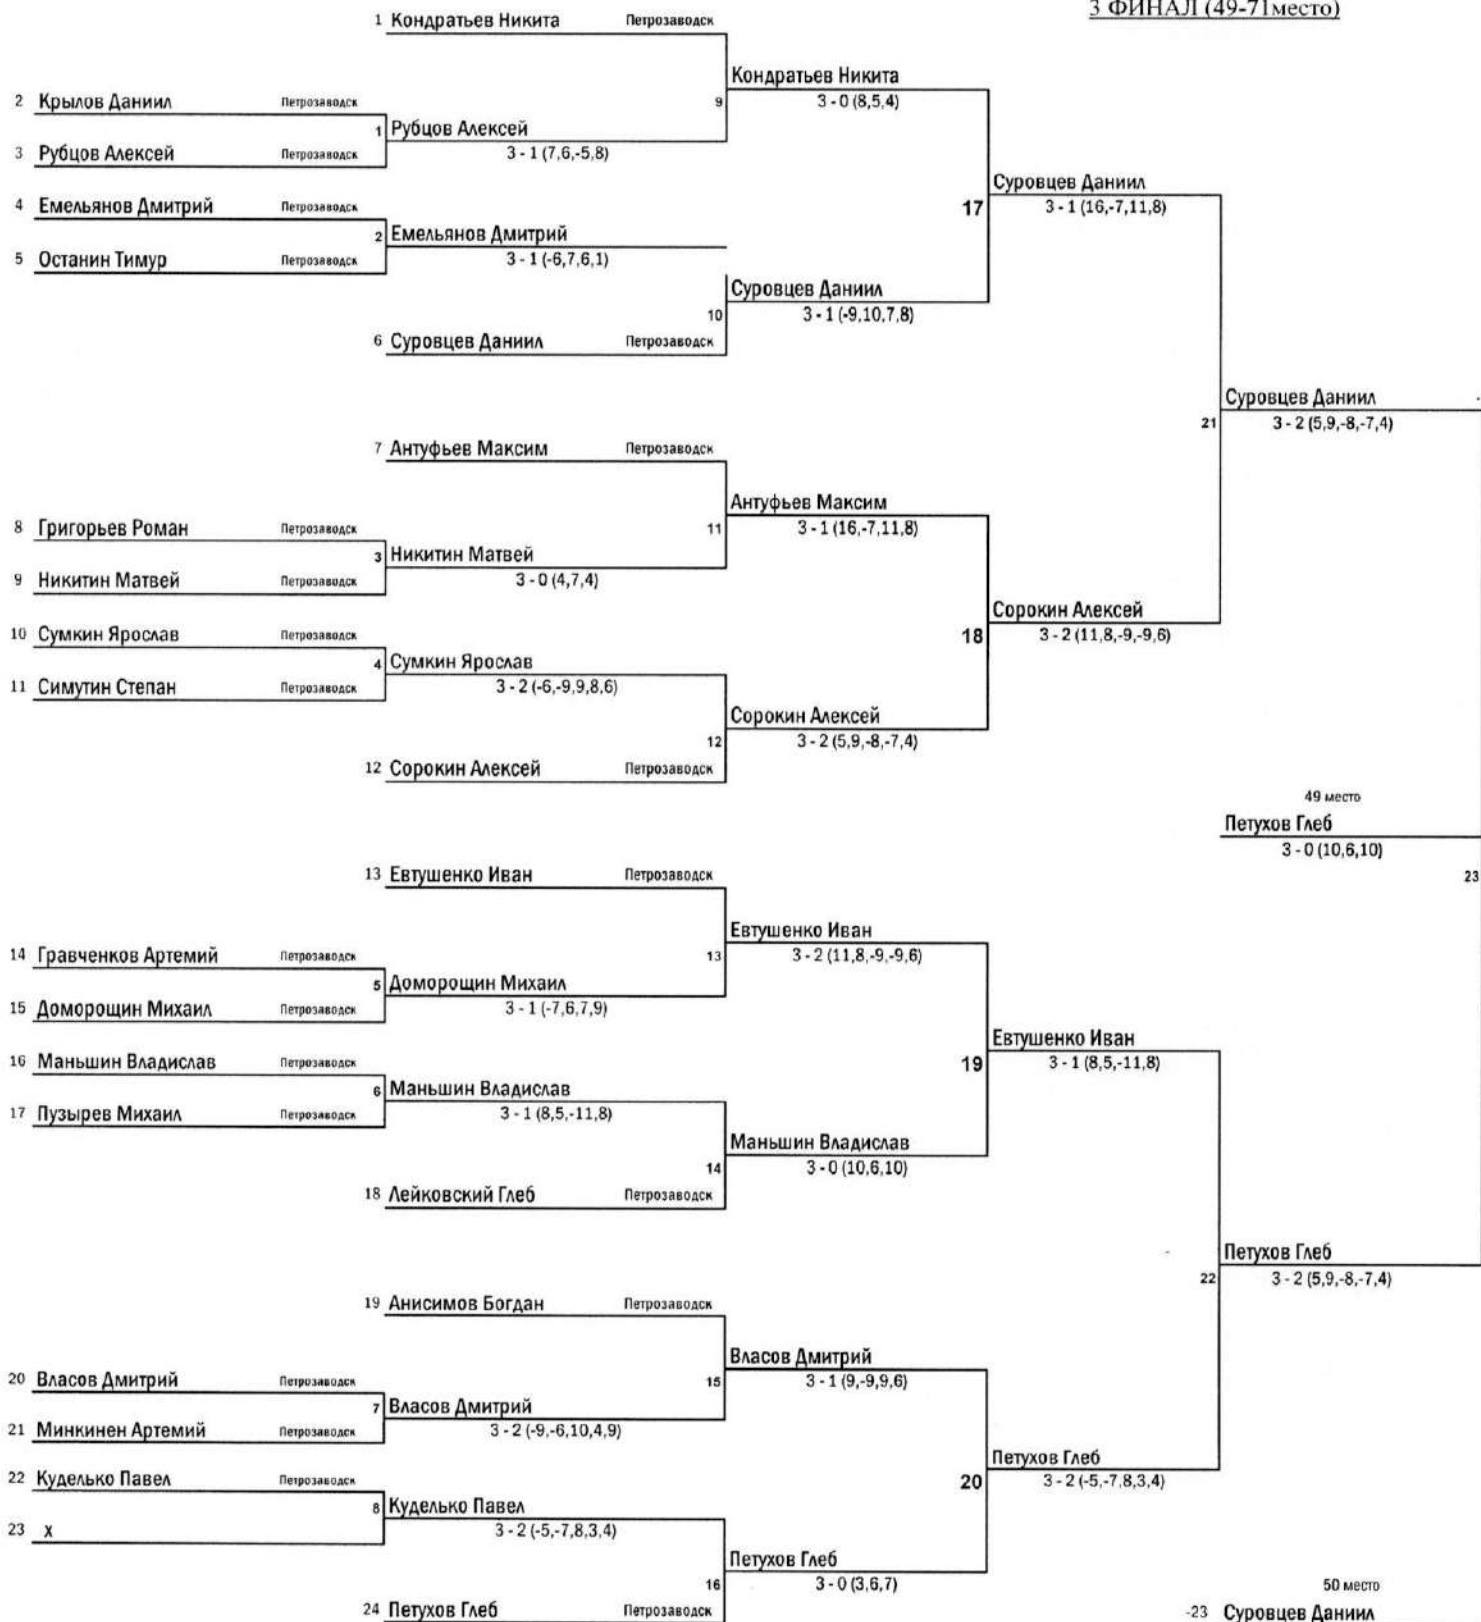 3 ФИНАЛ (49-71место)
1 Кондратьев Никита Петрозаводск
Кондратьев Никита
9 3 - 0 (8,5,4)
2 Крылов Даниил Петрозаводск
1 Рубцов Алексей
3 Рубцов Алексей Петрозаводск
3 - 1 (7,6,-5,8)
Суровцев Даниил
17 3 - 1 (16,-7,11,8)
4 Емельянов Дмитрий Петрозаводск
2 Емельянов Дмитрий
5 Останин Тимур Петрозаводск
3 - 1 (-6,7,6,1)
Суровцев Даниил
10 3 - 1 (-9,10,7,8)
6 Суровцев Даниил Петрозаводск
Суровцев Даниил
21 3 - 2 (5,9,-8,-7,4)
7 Антуфьев Максим Петрозаводск
Антуфьев Максим
11 3 - 1 (16,-7,11,8)
8 Григорьев Роман Петрозаводск
3 Никитин Матвей
9 Никитин Матвей Петрозаводск
3 - 0 (4,7,4)
Сорокин Алексей
18 3 - 2 (11,8,-9,-9,6)
10 Сумкин Ярослав Петрозаводск
4 Сумкин Ярослав
11 Симутин Степан Петрозаводск
3 - 2 (-6,-9,9,8,6)
Сорокин Алексей
12 3 - 2 (5,9,-8,-7,4)
12 Сорокин Алексей Петрозаводск
49 место
Петухов Глеб
3 - 0 (10,6,10)
23
13 Евтушенко Иван Петрозаводск
Евтушенко Иван
13 3 - 2 (11,8,-9,-9,6)
14 Гравченков Артемий Петрозаводск
5 Доморощин Михаил
15 Доморощин Михаил Петрозаводск
3 - 1 (-7,6,7,9)
Евтушенко Иван
19 3 - 1 (8,5,-11,8)
16 Маньшин Владислав Петрозаводск
6 Маньшин Владислав
17 Пузырев Михаил Петрозаводск
3 - 1 (8,5,-11,8)
Маньшин Владислав
14 3 - 0 (10,6,10)
18 Лейковский Глеб Петрозаводск
Петухов Глеб
22 3 - 2 (5,9,-8,-7,4)
19 Анисимов Богдан Петрозаводск
Власов Дмитрий
15 3 - 1 (9,-9,9,6)
20 Власов Дмитрий Петрозаводск
7 Власов Дмитрий
21 Минкинен Артемий Петрозаводск
3 - 2 (-9,-6,10,4,9)
Петухов Глеб
20 3 - 2 (-5,-7,8,3,4)
22 Куделько Павел Петрозаводск
8 Куделько Павел
23 х
3 - 2 (-5,-7,8,3,4)
Петухов Глеб
16 3 - 0 (3,6,7)
24 Петухов Глеб Петрозаводск
50 место
-23 Суровцев Даниил